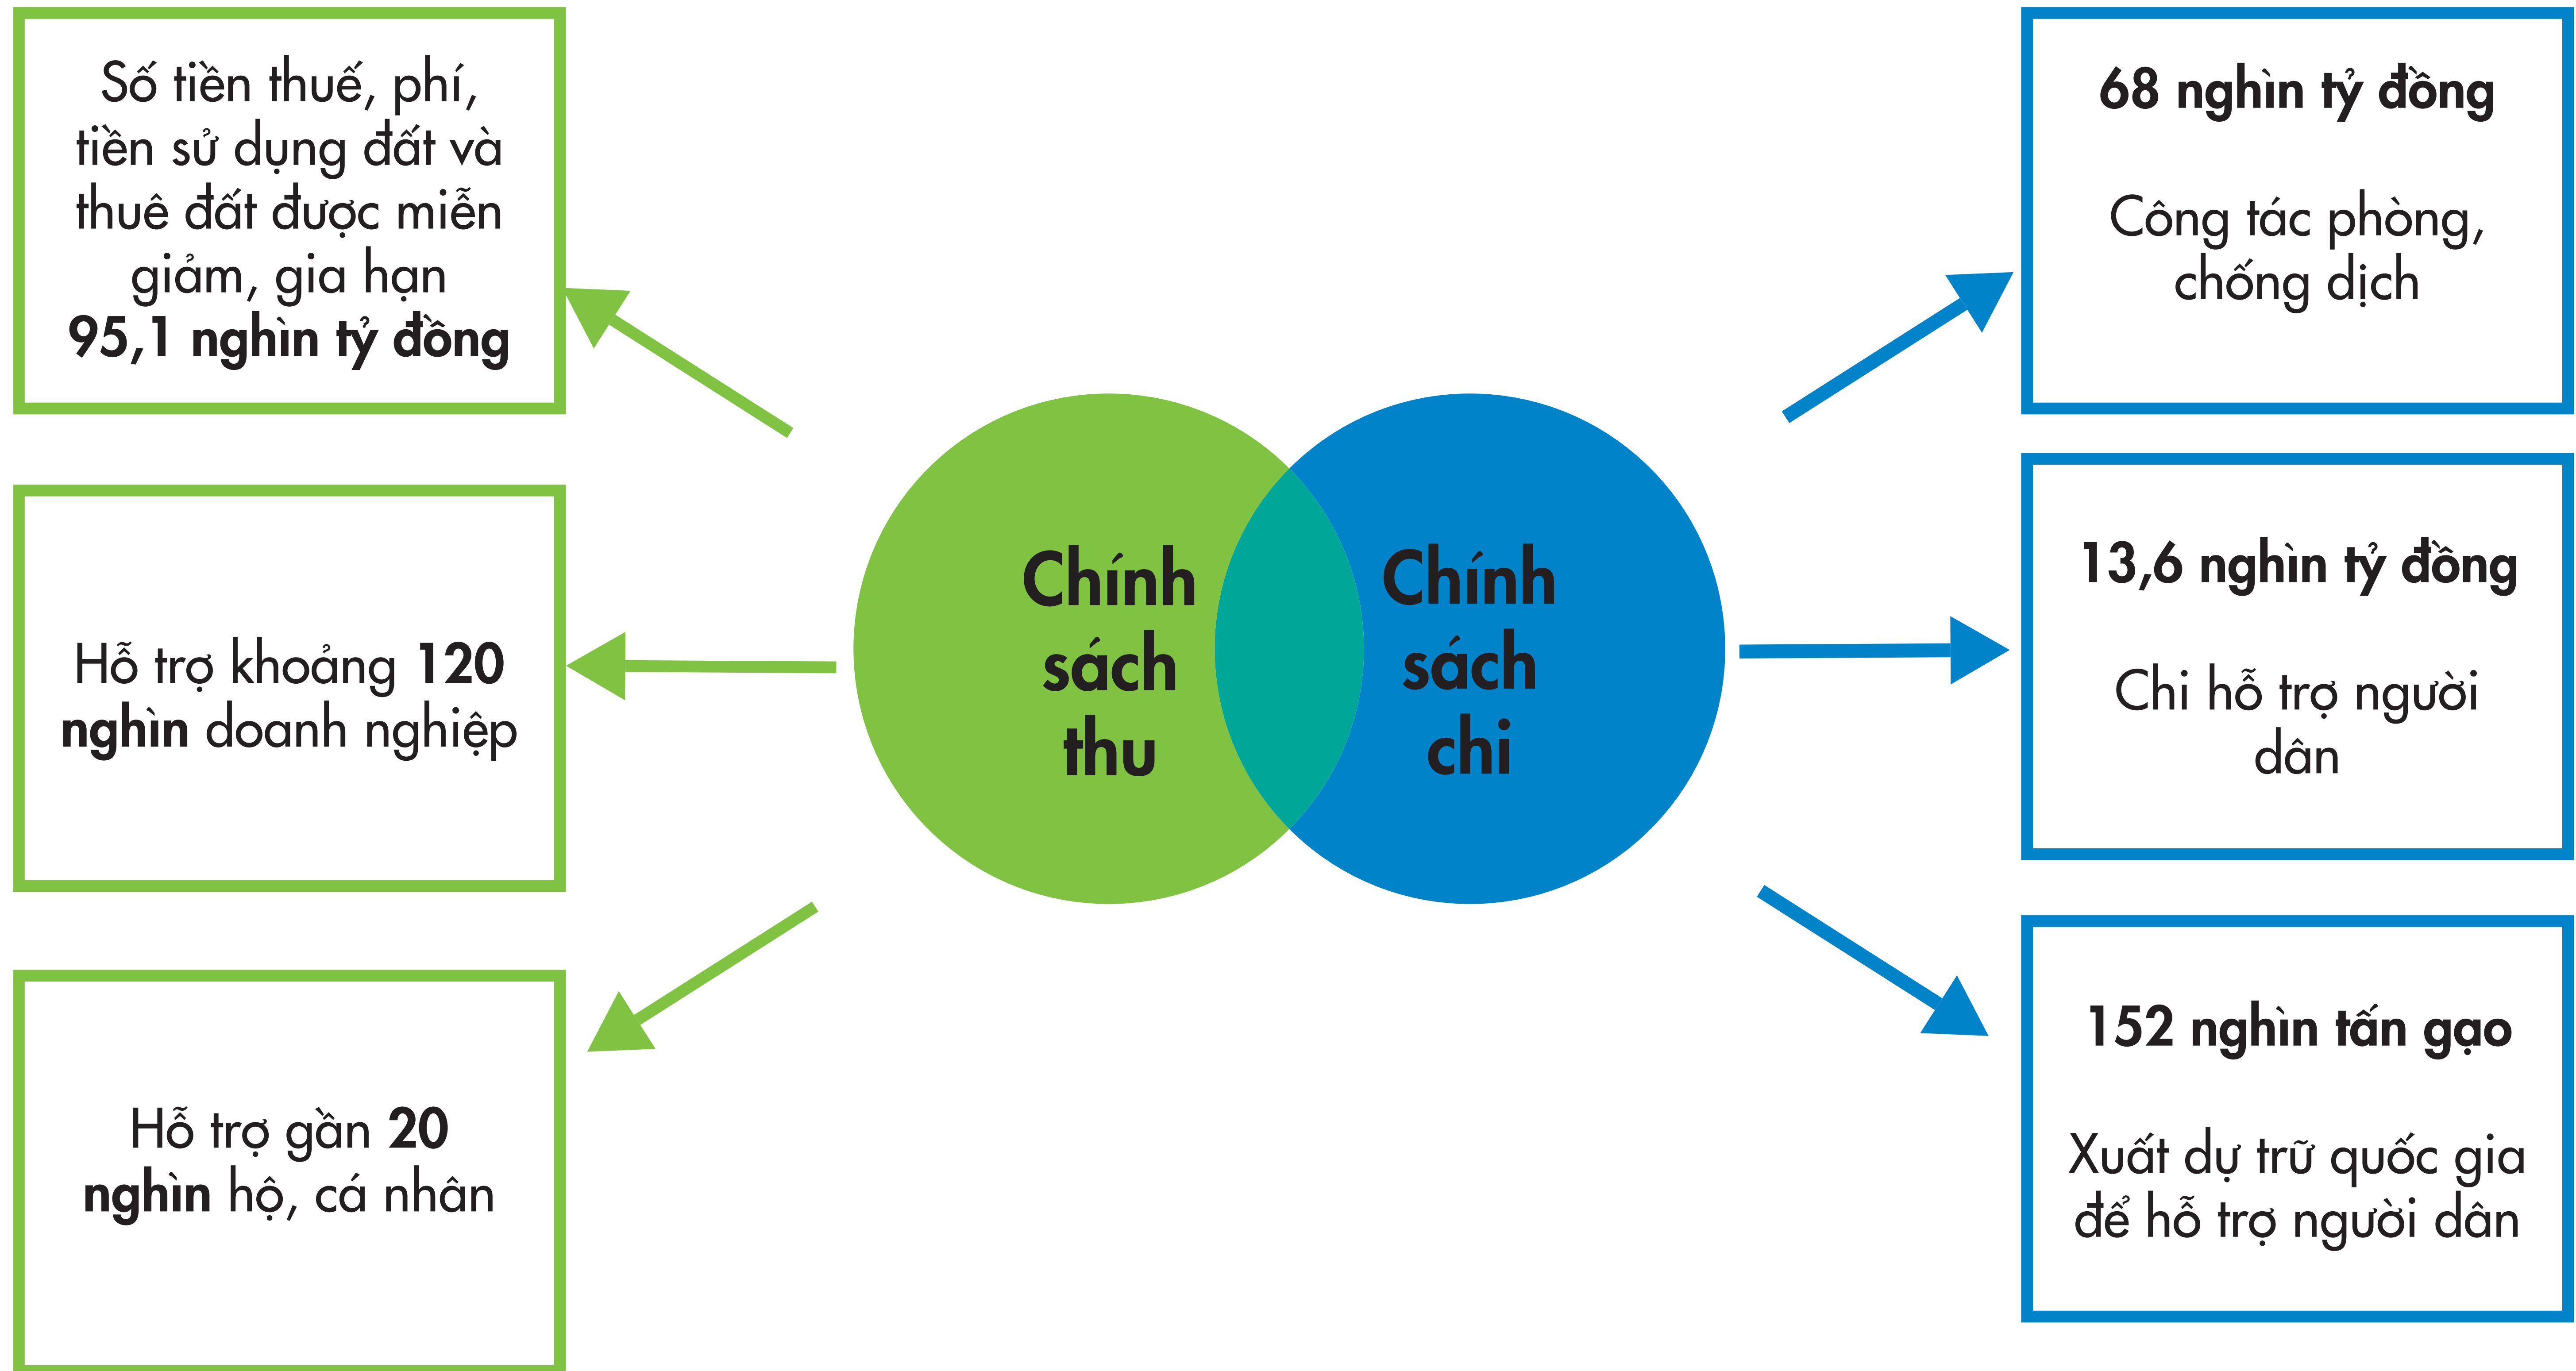 Số tiền thuế, phí,
tiền sử dụng đất và
thuê đất được miễn
giảm, gia hạn
95,1 nghìn tỷ đồng
Hỗ trợ khoảng 120
nghìn doanh nghiệp
Hỗ trợ gần 20
nghìn hộ, cá nhân
Chính
sách
thu
Chính
sách
chi
68 nghìn tỷ đồng
Công tác phòng,
chống dịch
13,6 nghìn tỷ đồng
Chi hỗ trợ người
dân
152 nghìn tấn gạo
Xuất dự trữ quốc gia
để hỗ trợ người dân